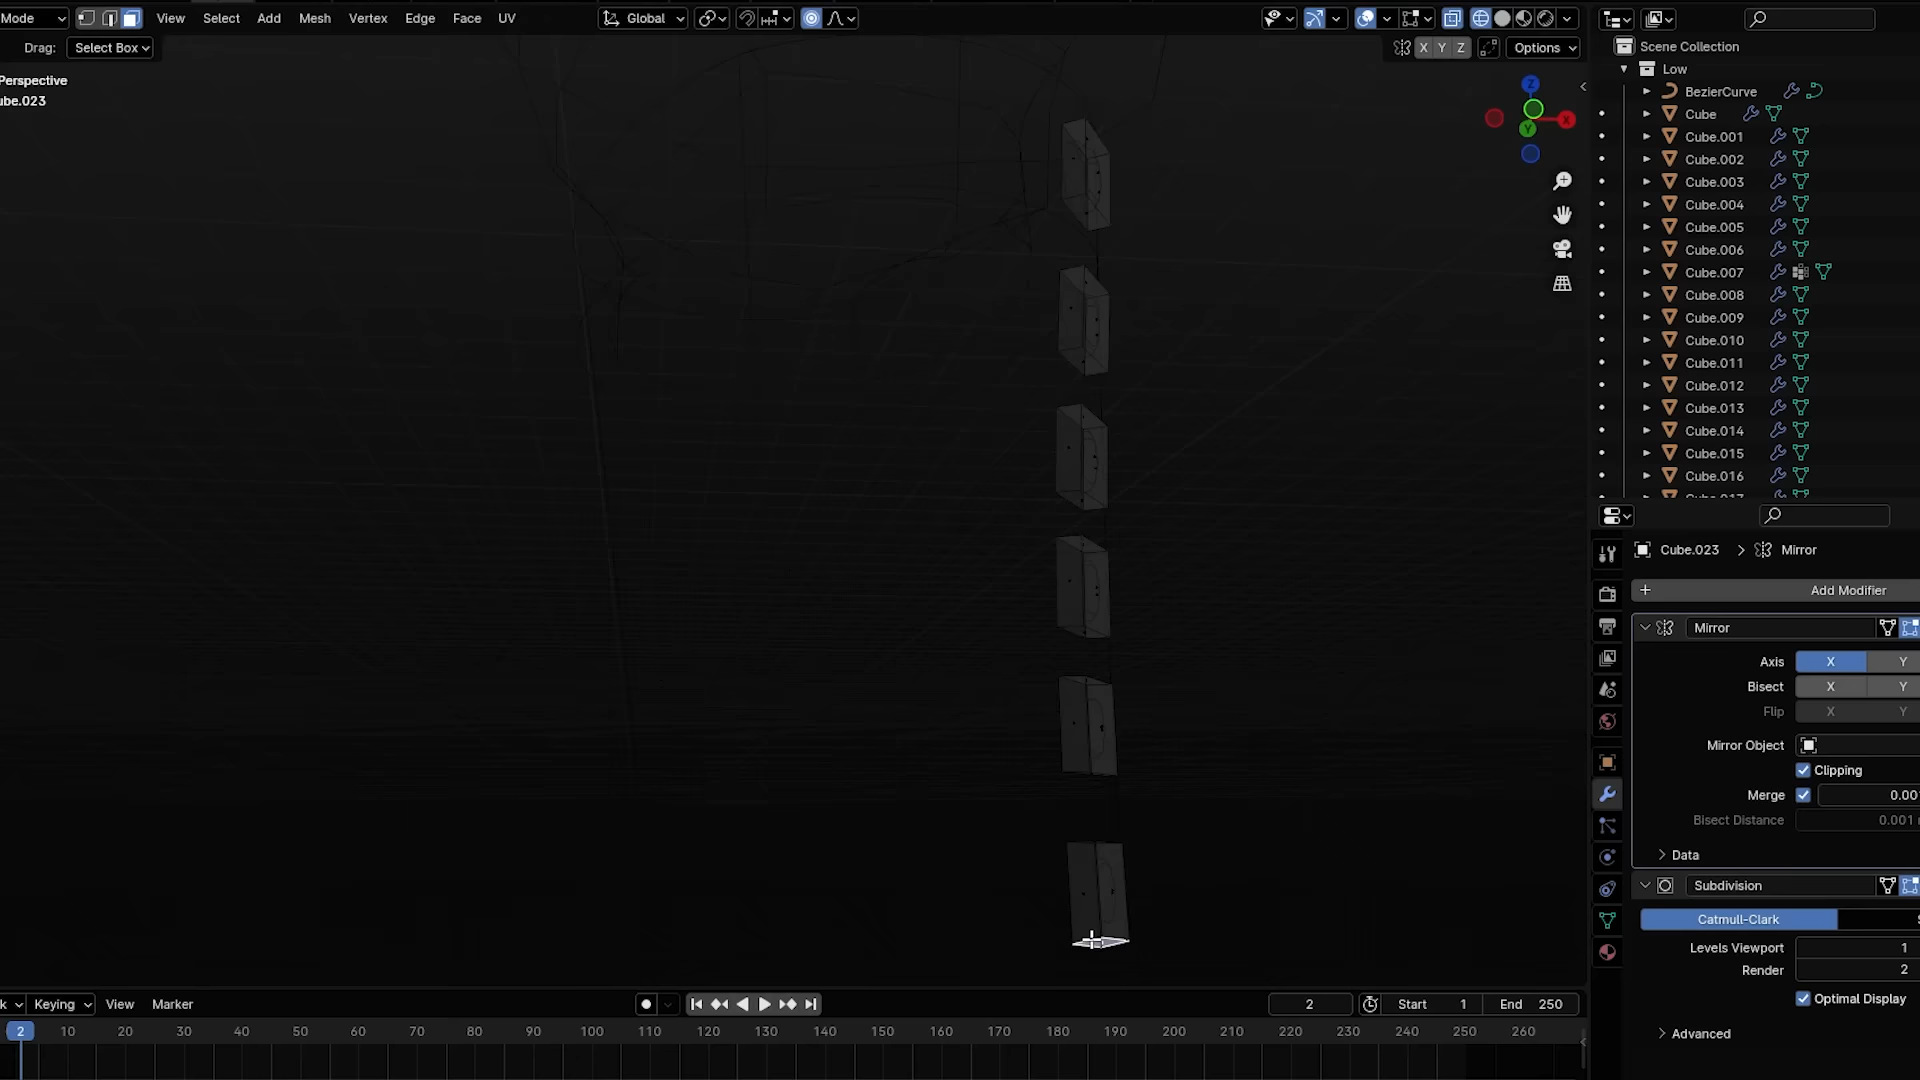 Mode View Select Add Mesh Vertex Edge Face UV Global
Drag: Select Box X Y Z Options
Perspective
ube.023
Z
X
Y
Scene Collection
Low
BezierCurve
Cube
Cube.001
Cube.002
Cube.003
Cube.004
Cube.005
Cube.006
Cube.007
Cube.008
Cube.009
Cube.010
Cube.011
Cube.012
Cube.013
Cube.014
Cube.015
Cube.016
Cube.023 > Mirror
+ Add Modifier
Mirror
Axis X Y
Bisect X Y
Flip X Y
Mirror Object
Clipping
Merge 0.00
Bisect Distance 0.001
Data
Subdivision
Catmull-Clark
Levels Viewport 1
Render 2
Optimal Display
Advanced
k Keying View Marker 2 Start 1 End 250
2 10 20 30 40 50 60 70 80 90 100 110 120 130 140 150 160 170 180 190 200 210 220 230 240 250 260